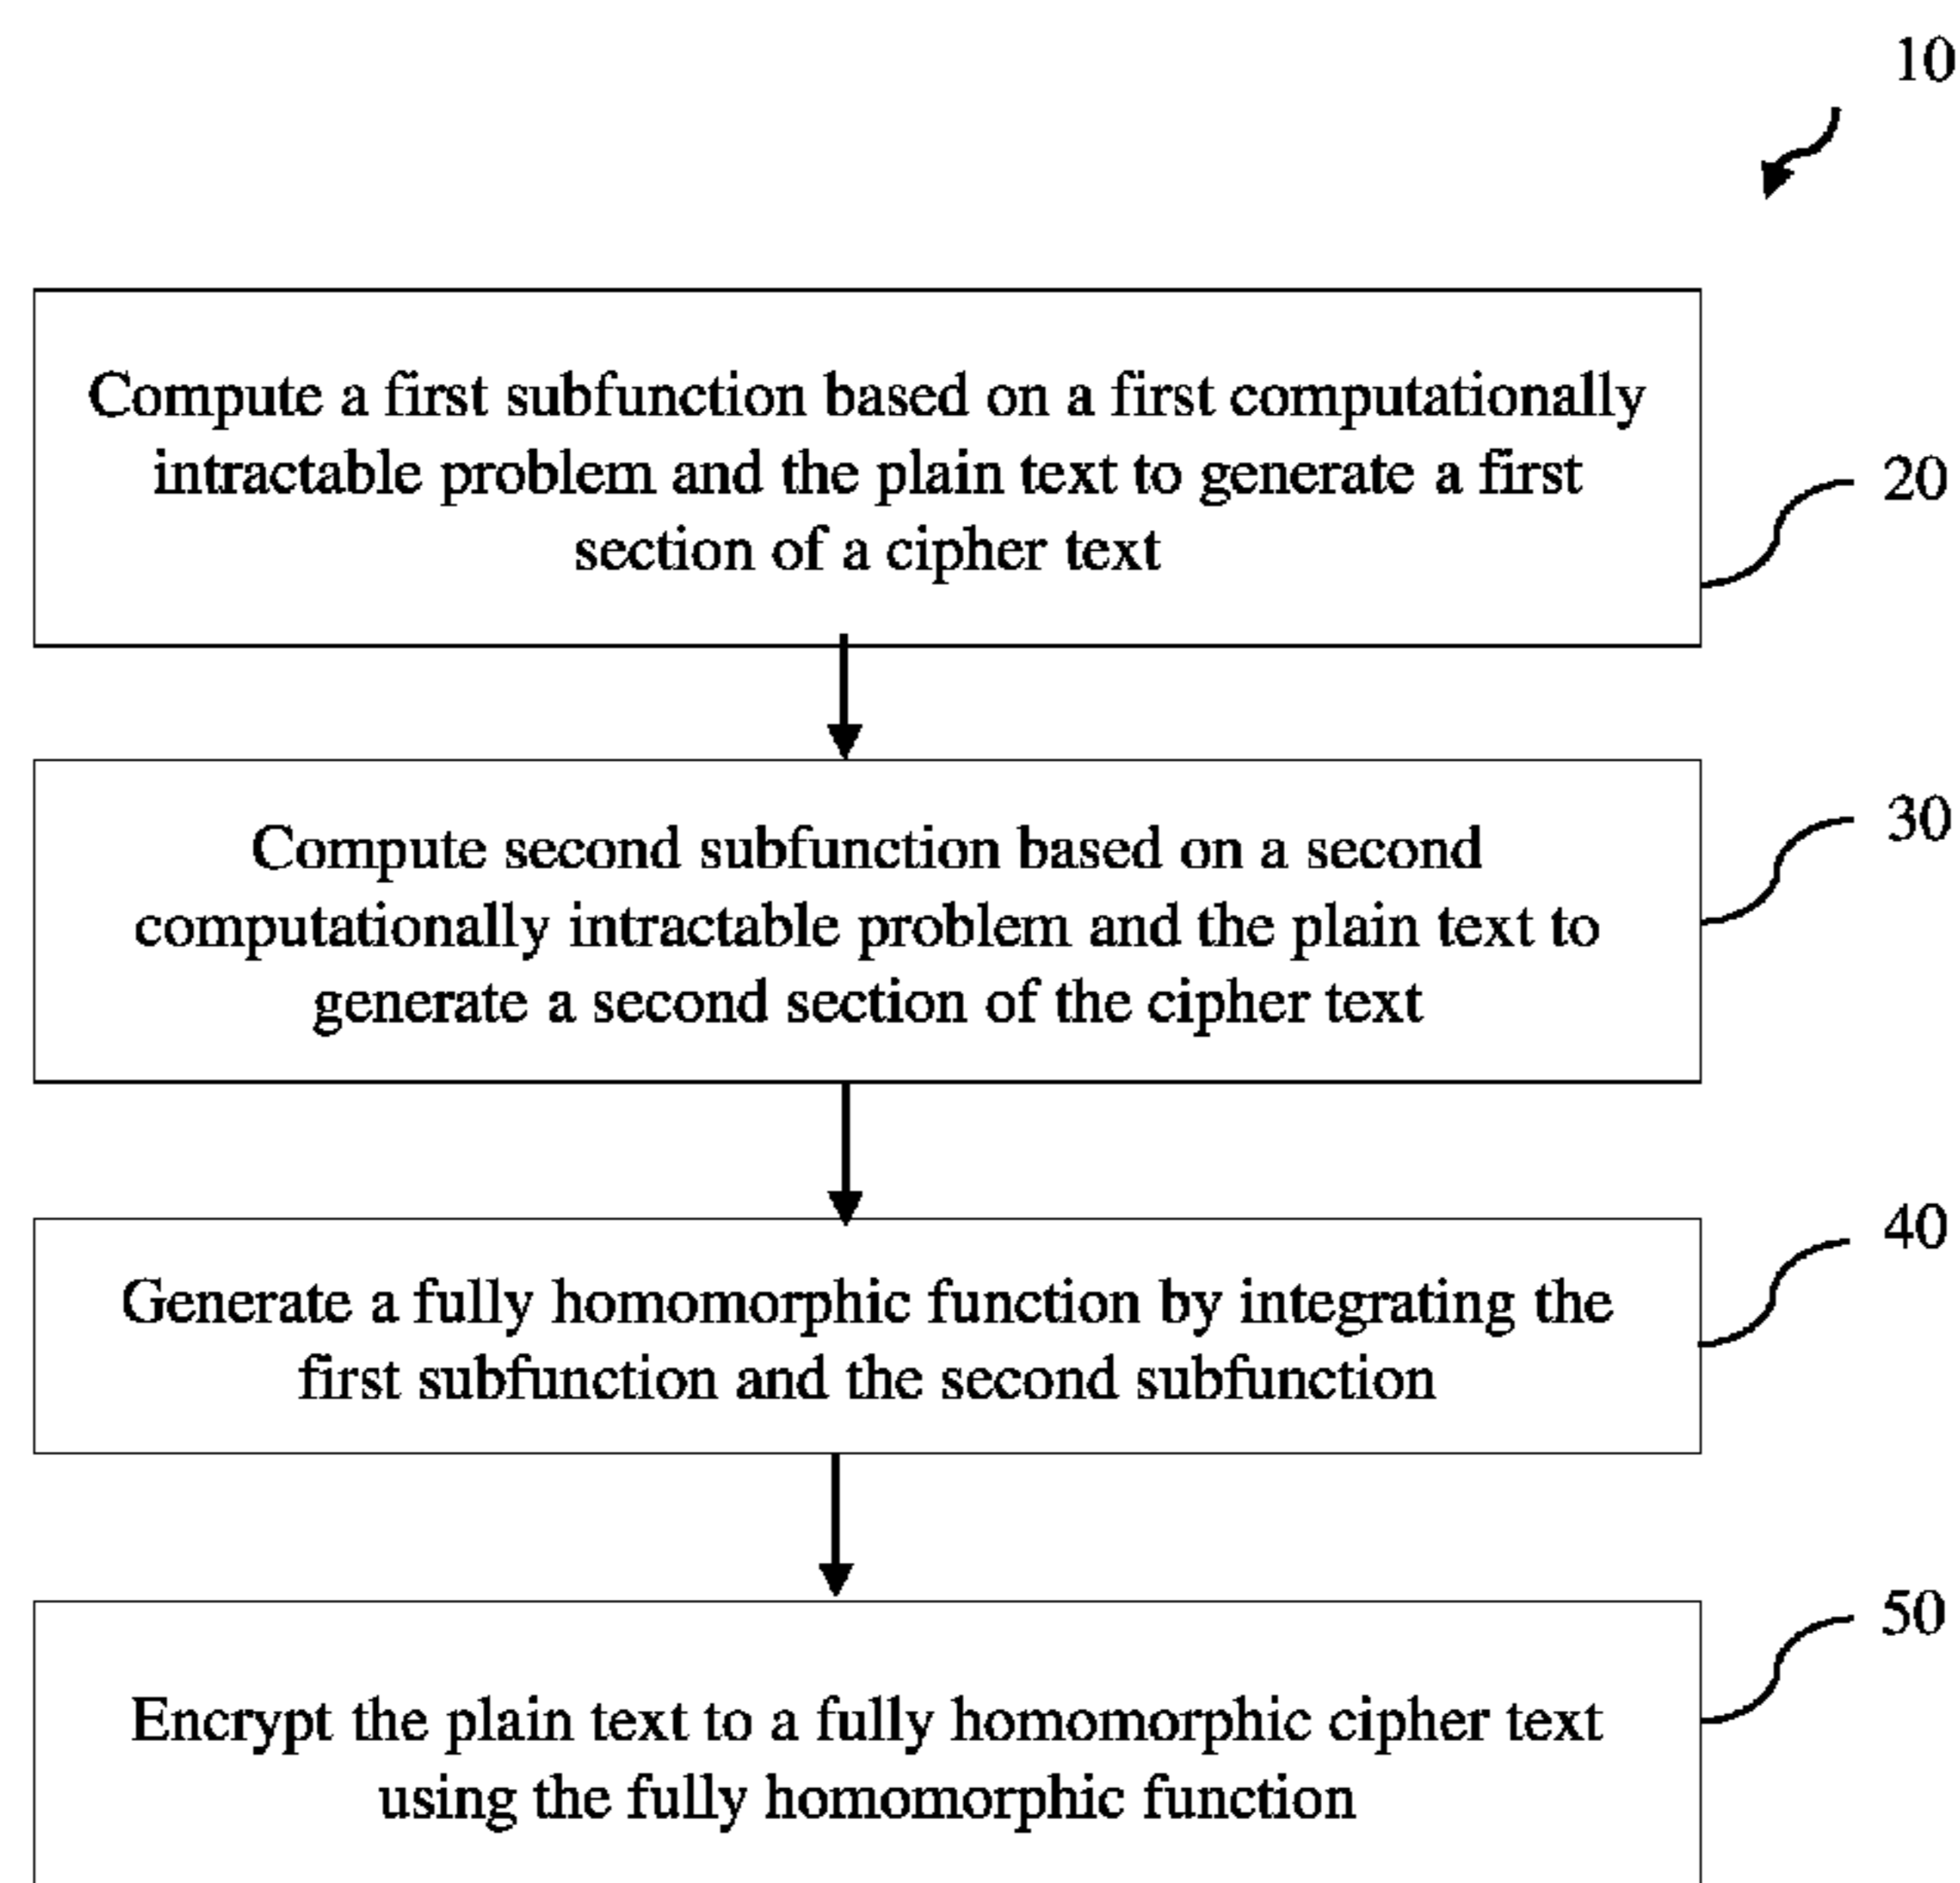 10
Compute a first subfunction based on a first computationally
intractable problem and the plain text to generate a first
section of a cipher text
20
Compute second subfunction based on a second
computationally intractable problem and the plain text to
generate a second section of the cipher text
30
Generate a fully homomorphic function by integrating the
first subfunction and the second subfunction
40
Encrypt the plain text to a fully homomorphic cipher text
using the fully homomorphic function
50